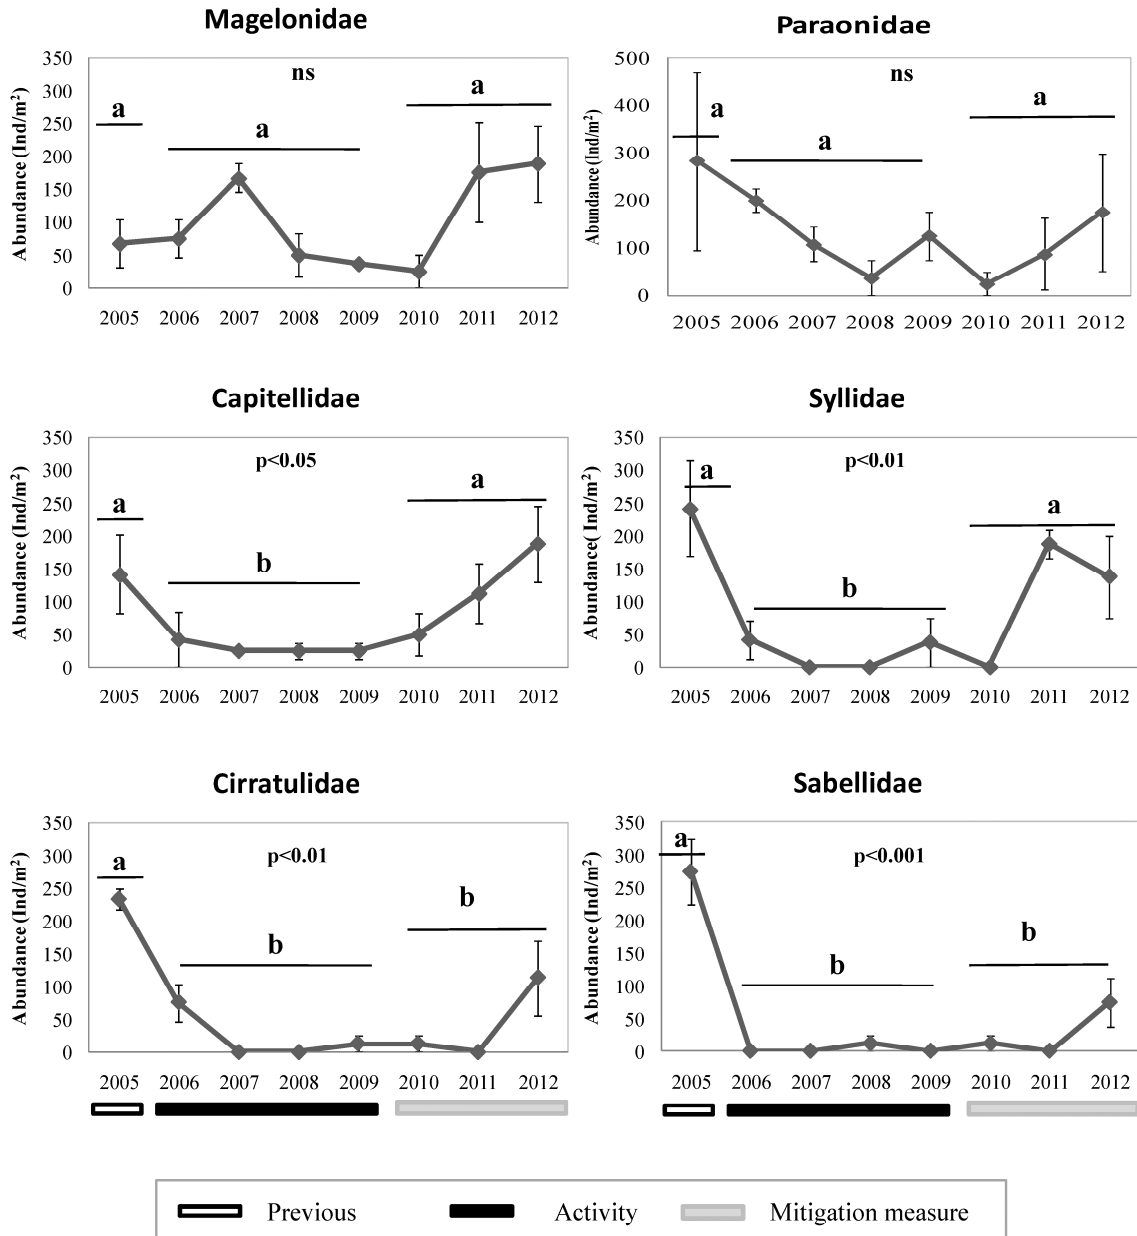 Magelonidae
Abundance (Ind/m²)
350
300
250
200
150
100
50
0
ns
a
a
a
2005 2006 2007 2008 2009 2010 2011 2012
Paraonidae
Abundance (Ind/m²)
500
400
300
200
100
0
ns
a
a
a
2005 2006 2007 2008 2009 2010 2011 2012
Capitellidae
Abundance (Ind/m²)
350
300
250
200
150
100
50
0
p<0.05
a
b
a
2005 2006 2007 2008 2009 2010 2011 2012
Syllidae
Abundance( Ind/m²)
350
300
250
200
150
100
50
0
p<0.01
a
b
a
2005 2006 2007 2008 2009 2010 2011 2012
Cirratulidae
Abundance (Ind/m²)
350
300
250
200
150
100
50
0
p<0.01
a
b
b
2005 2006 2007 2008 2009 2010 2011 2012
Sabellidae
Abundance (Ind/m²)
350
300
250
200
150
100
50
0
p<0.001
a
b
b
2005 2006 2007 2008 2009 2010 2011 2012
Previous Activity Mitigation measure